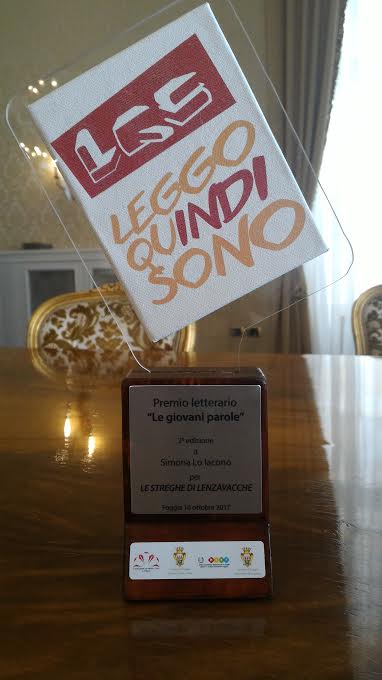 LGS
LEGGO
QUINDI
SONO
Premio letterario
"Le giovani parole"
2ª edizione
a
Simona Lo Iacono
per
LE STREGHE DI LENZAVACCHE
Foggia 10 ottobre 2017